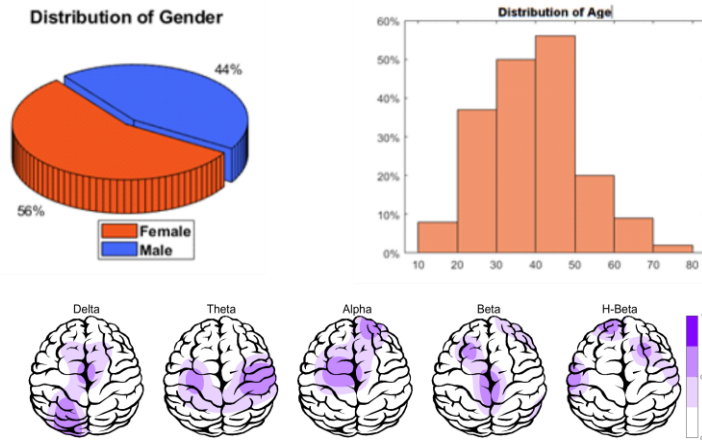 Distribution of Gender
44%
56%
Female
Male
Distribution of Age
60%
50%
40%
30%
20%
10%
0%
10 20 30 40 50 60 70 80
Delta Theta Alpha Beta H-Beta